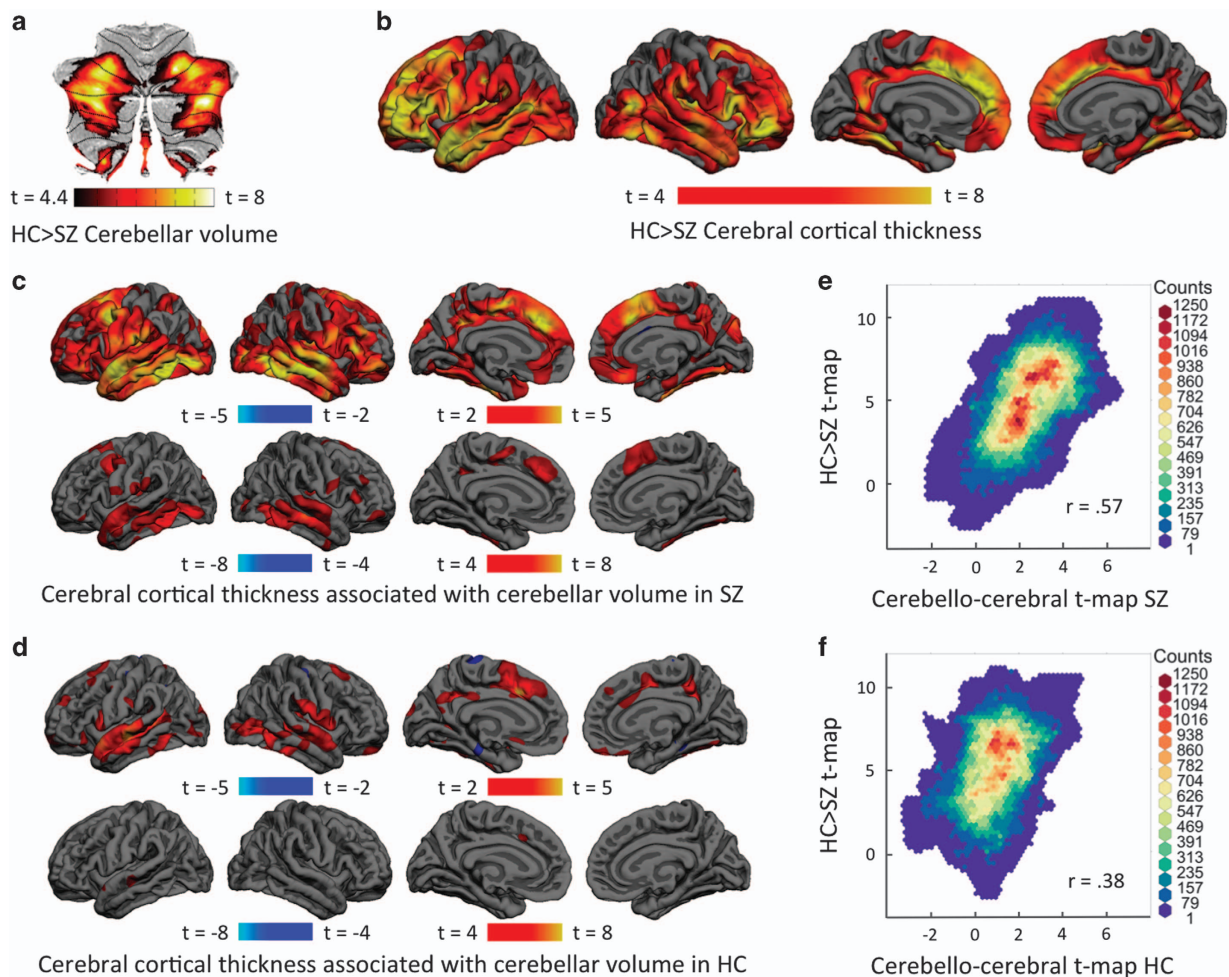 a
t = 4.4 t = 8
HC>SZ Cerebellar volume
b
t = 4 t = 8
HC>SZ Cerebral cortical thickness
c
t = -5 t = -2 t = 2 t = 5
t = -8 t = -4 t = 4 t = 8
Cerebral cortical thickness associated with cerebellar volume in SZ
d
t = -5 t = -2 t = 2 t = 5
t = -8 t = -4 t = 4 t = 8
Cerebral cortical thickness associated with cerebellar volume in HC
e
HC>SZ t-map
10
5
0
-2 0 2 4 6
r = .57
Cerebello-cerebral t-map SZ
Counts
1250
1172
1094
1016
938
860
782
704
626
547
469
391
313
235
157
79
1
f
HC>SZ t-map
10
5
0
-2 0 2 4 6
r = .38
Cerebello-cerebral t-map HC
Counts
1250
1172
1094
1016
938
860
782
704
626
547
469
391
313
235
157
79
1